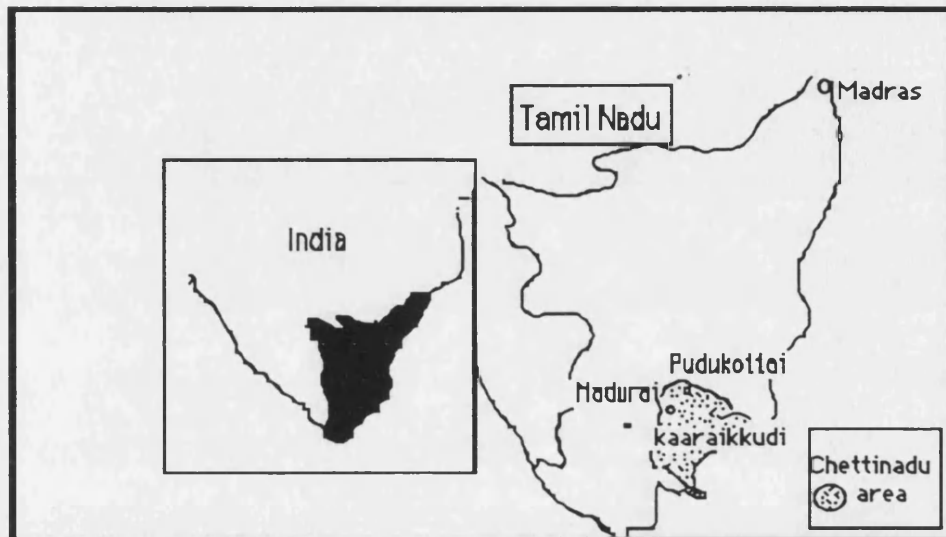 Madras
Tamil Nadu
India
Pudukottai
Madurai
kaaraikkudi
Chettinadu
area